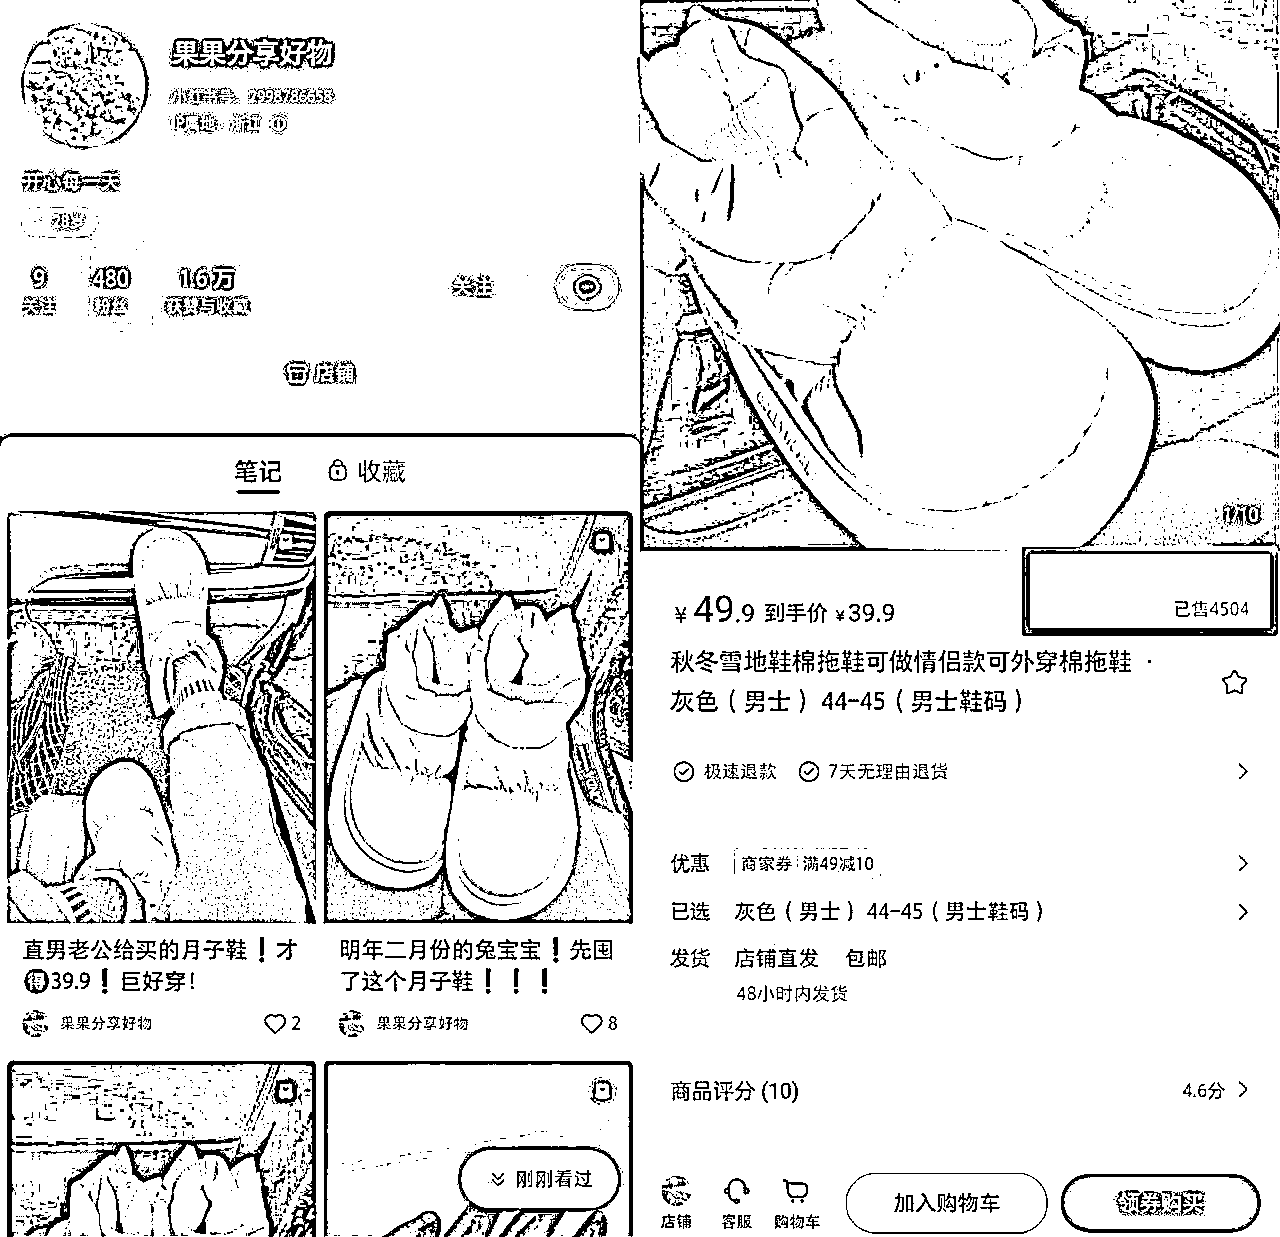 果果分享好物
小红书号：2998786658
IP属地：浙江
开心每一天
28岁
9 480 1.6万
关注 粉丝 获赞与收藏
关注
店铺
笔记 收藏
直男老公给买的月子鞋❗才
得39.9❗巨好穿！
果果分享好物 2
明年二月份的兔宝宝❗先囤
了这个月子鞋❗❗❗
果果分享好物 8
刚刚看过
1/10
¥49.9 到手价 ¥39.9
已售4504
秋冬雪地鞋棉拖鞋可做情侣款可外穿棉拖鞋 ·
灰色（男士）44-45（男士鞋码）
极速退款 7天无理由退货
优惠 商家券 满49减10
已选 灰色（男士）44-45（男士鞋码）
发货 店铺直发 包邮
48小时内发货
商品评分 (10) 4.6分
店铺 客服 购物车 加入购物车 领券购买